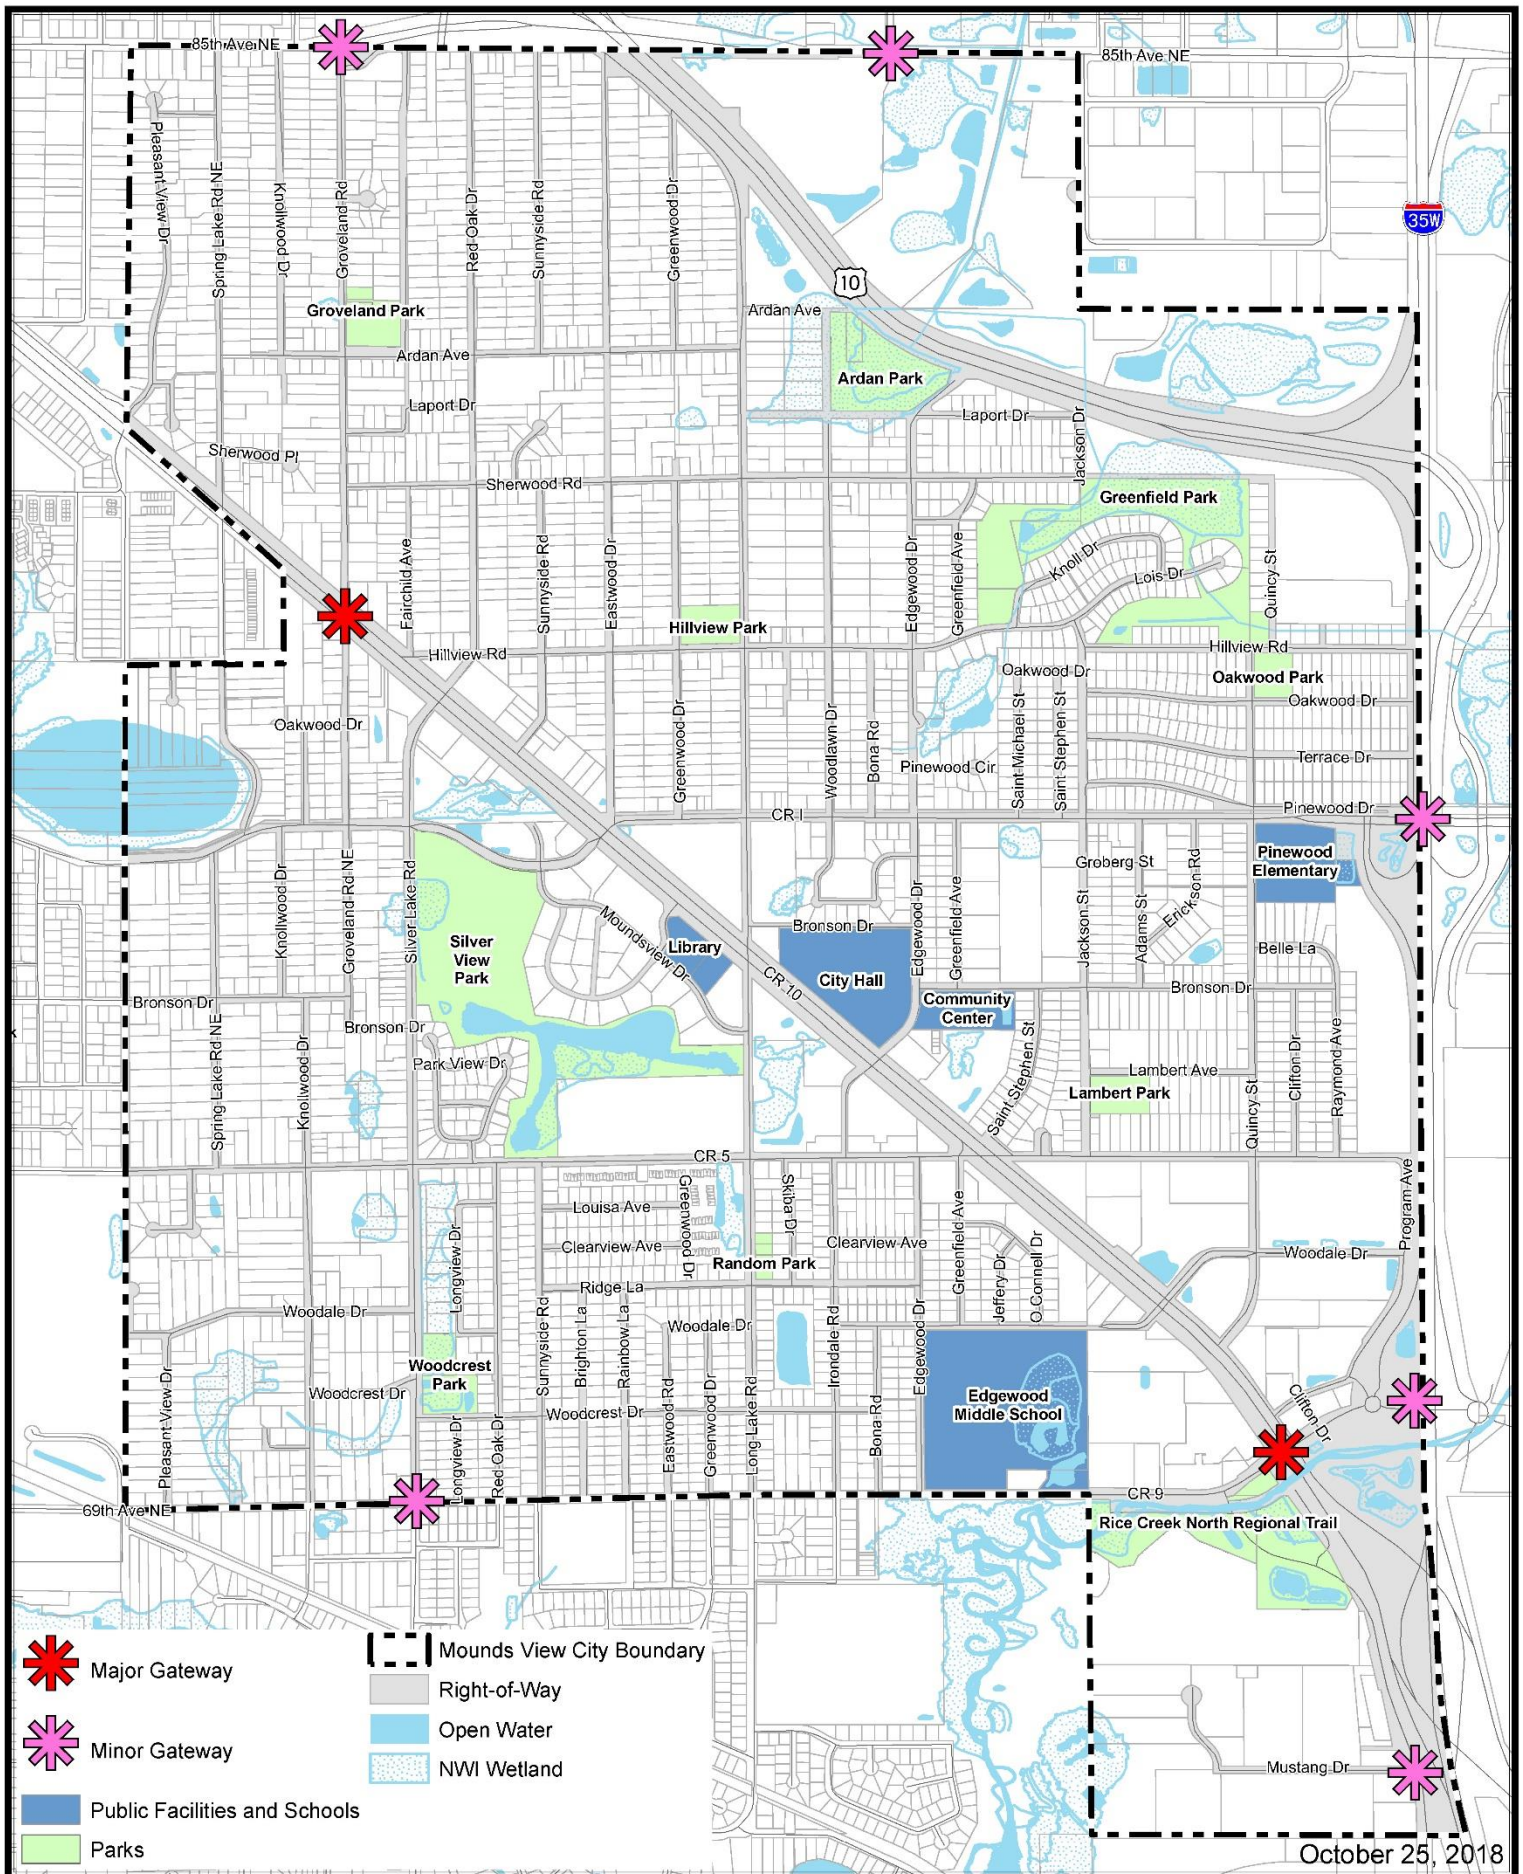 85th Ave NE
85th Ave NE
Pleasant View Dr
Spring Lake Rd NE
Knollwood Dr
Groveland Rd
Red Oak Dr
Sunnyside Rd
Greenwood Dr
35W
10
Groveland Park
Ardan Ave
Ardan Ave
Ardan Park
Laport Dr
Laport Dr
Jackson Dr
Sherwood Pl
Sherwood Rd
Greenfield Park
Fairchild Ave
Sunnyside Rd
Eastwood Dr
Edgewood Dr
Greenfield Ave
Knoll Dr
Lois Dr
Quincy St
Hillview Park
Hillview Rd
Hillview Rd
Oakwood Dr
Oakwood Park
Oakwood Dr
Oakwood Dr
Greenwood Dr
Woodlawn Dr
Bona Rd
Saint Michael St
Saint Stephen St
Pinewood Cir
Terrace Dr
Pinewood Dr
CR I
Knollwood Dr
Groveland Rd NE
Silver Lake Rd
Groberg St
Pinewood
Elementary
Adams St
Erickson Rd
Jackson St
Edgewood Dr
Greenfield Ave
Bronson Dr
Moundsview Dr
Library
Silver
View
Park
City Hall
CR 10
Belle La
Bronson Dr
Community
Center
Bronson Dr
Bronson Dr
Spring Lake Rd NE
Knollwood Dr
Park View Dr
Saint Stephen St
Lambert Ave
Lambert Park
Quincy St
Clifton Dr
Raymond Ave
CR 5
Program Ave
Louisa Ave
Greenwood Dr
Skiba Dr
Longview Dr
Clearview Ave
Clearview Ave
Greenfield Ave
Jeffery Dr
O Connell Dr
Woodale Dr
Random Park
Ridge La
Woodale Dr
Woodale Dr
Sunnyside Rd
Brighton La
Rainbow La
Irondale Rd
Edgewood Dr
Woodcrest
Park
Pleasant View Dr
Woodcrest Dr
Woodcrest Dr
Longview Dr
Red Oak Dr
Eastwood Rd
Greenwood Dr
Long Lake Rd
Bona Rd
Edgewood
Middle School
Clifton Dr
CR 9
69th Ave NE
Rice Creek North Regional Trail
Mustang Dr
Major Gateway
Minor Gateway
Public Facilities and Schools
Parks
Mounds View City Boundary
Right-of-Way
Open Water
NWI Wetland
October 25, 2018